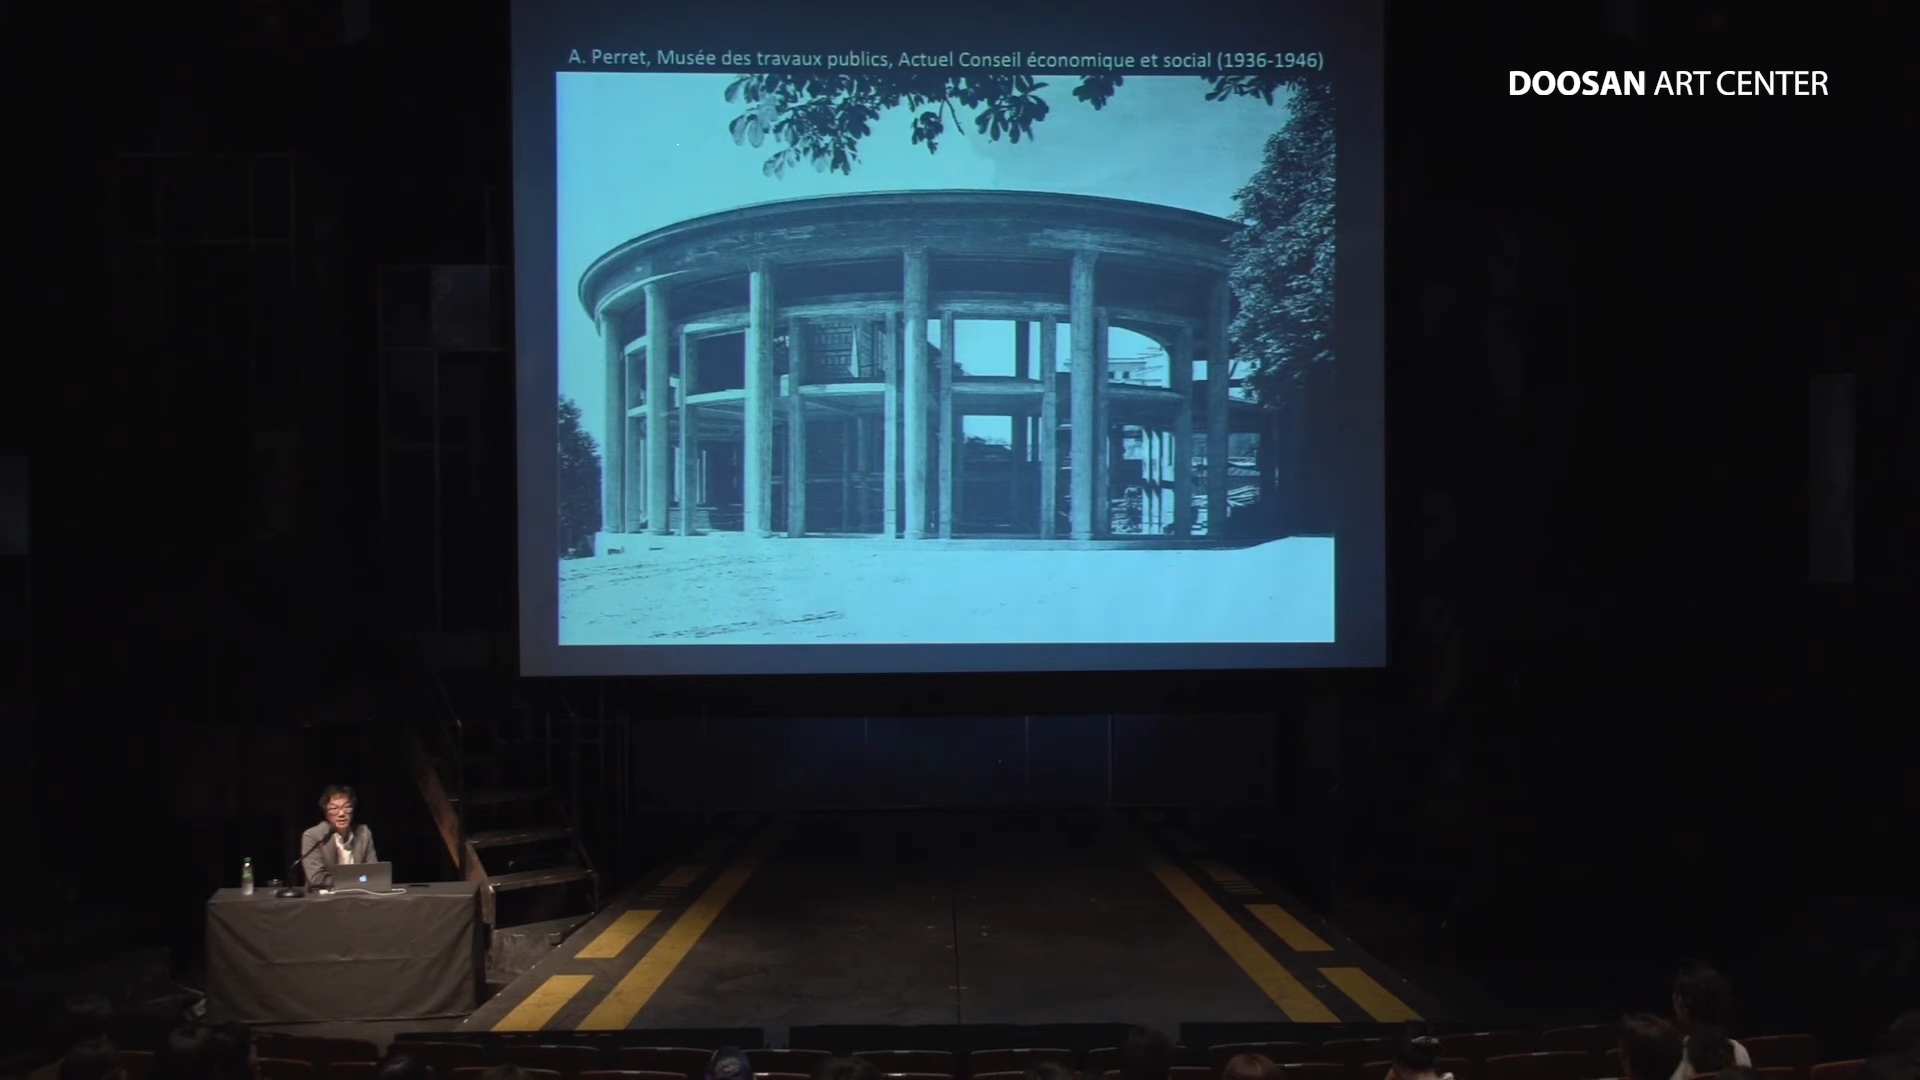 A. Perret, Musée des travaux publics, Actuel Conseil économique et social (1936-1946)
DOOSAN ART CENTER